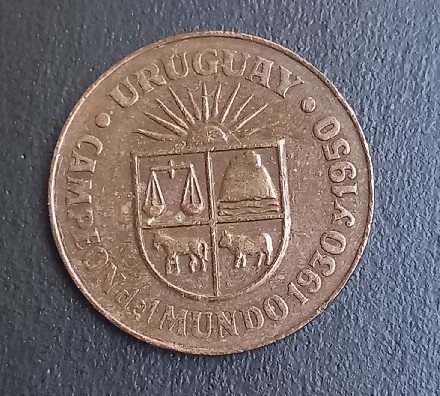 • URUGUAY •
CAMPEON del MUNDO 1930 y 1950